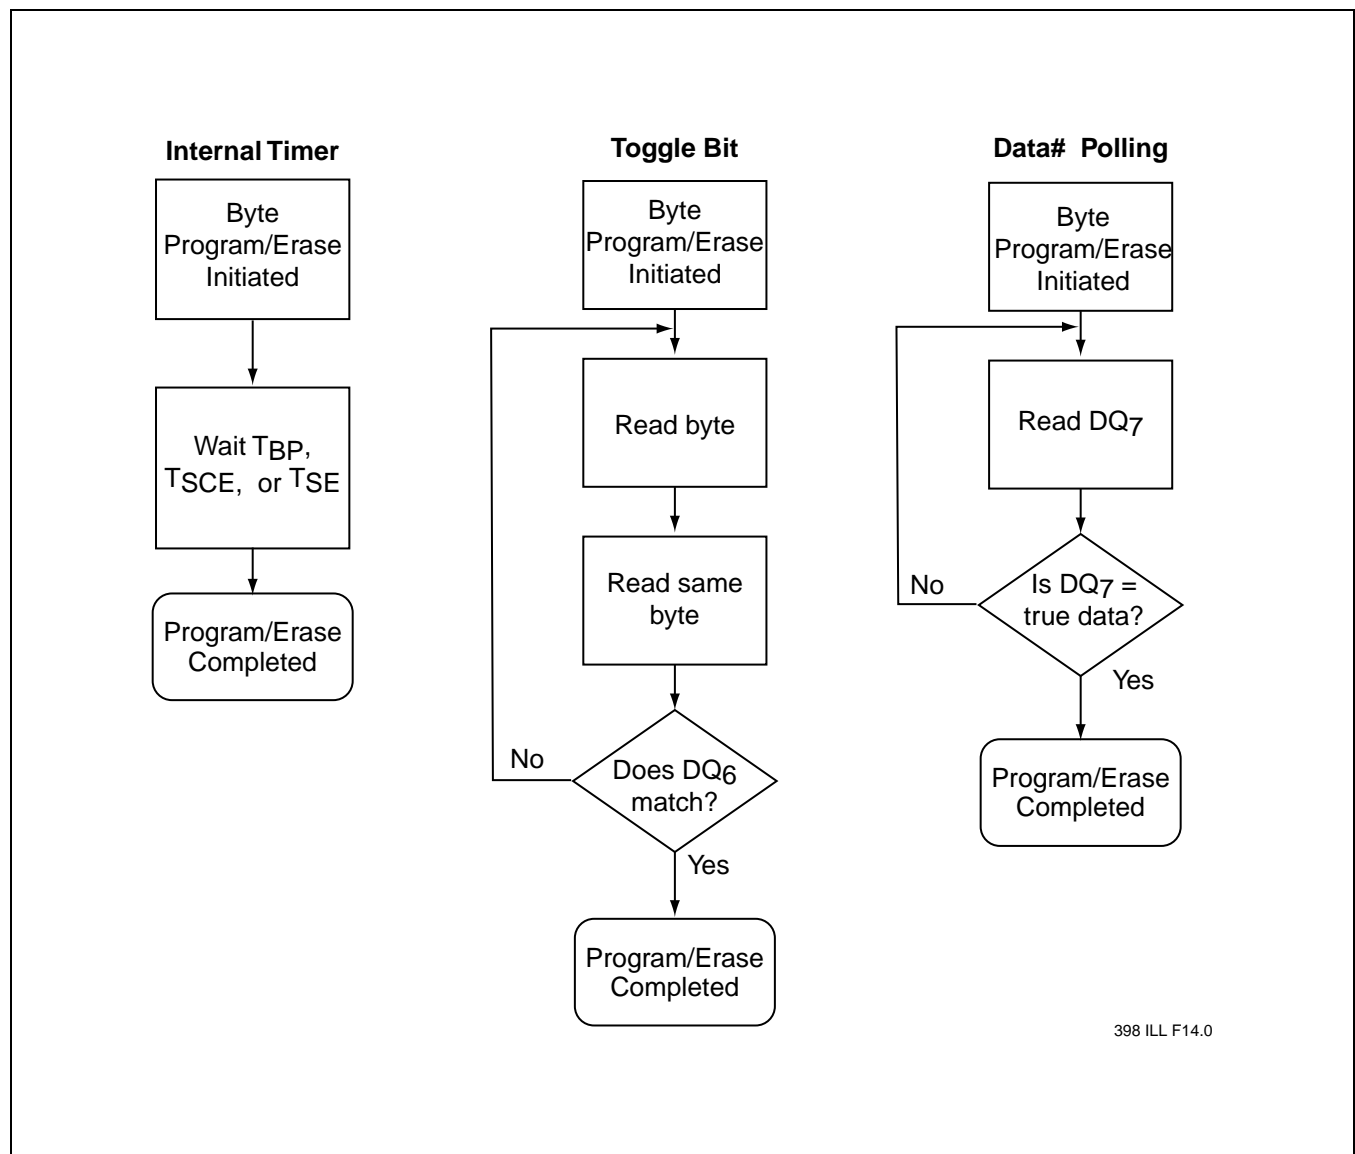 Internal Timer
Byte
Program/Erase
Initiated
Wait TBP,
TSCE, or TSE
Program/Erase
Completed
Toggle Bit
Byte
Program/Erase
Initiated
Read byte
Read same
byte
Does DQ6
match?
No
Yes
Program/Erase
Completed
Data# Polling
Byte
Program/Erase
Initiated
Read DQ7
Is DQ7 =
true data?
No
Yes
Program/Erase
Completed
398 ILL F14.0